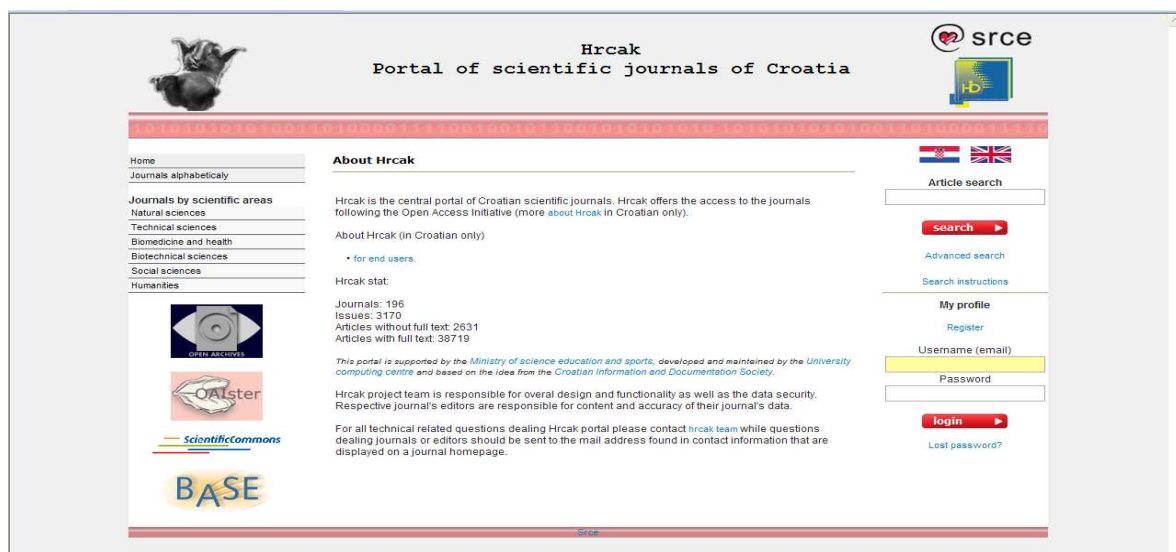 Hrcak
Portal of scientific journals of Croatia
@ srce
HD
Home
Journals alphabeticaly
Journals by scientific areas
Natural sciences
Technical sciences
Biomedicine and health
Biotechnical sciences
Social sciences
Humanities
OPEN ARCHIVES
OAIster
ScientificCommons
BASE
About Hrcak
Hrcak is the central portal of Croatian scientific journals. Hrcak offers the access to the journals
following the Open Access Initiative (more about Hrcak in Croatian only).
About Hrcak (in Croatian only)
• for end users.
Hrcak stat:
Journals: 196
Issues: 3170
Articles without full text: 2631
Articles with full text: 38719
This portal is supported by the Ministry of science education and sports, developed and mainteined by the University
computing centre and based on the idea from the Croatian Information and Documentation Society.
Hrcak project team is responsible for overal design and functionality as well as the data security.
Respective journal's editors are responsible for content and accuracy of their journal's data.
For all technical related questions dealing Hrcak portal please contact hrcak team while questions
dealing journals or editors should be sent to the mail address found in contact information that are
displayed on a journal homepage.
Article search
search
Advanced search
Search instructions
My profile
Register
Username (email)
Password
login
Lost password?
Srce